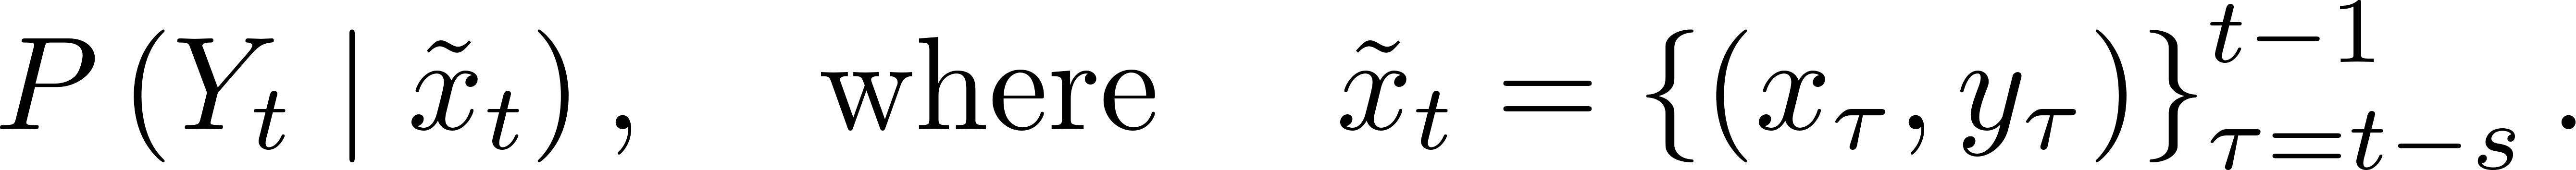 P (Y_t | x̃_t) , where x̃_t = {(x_τ, y_τ)}_{τ=t−s}^{t−1} .